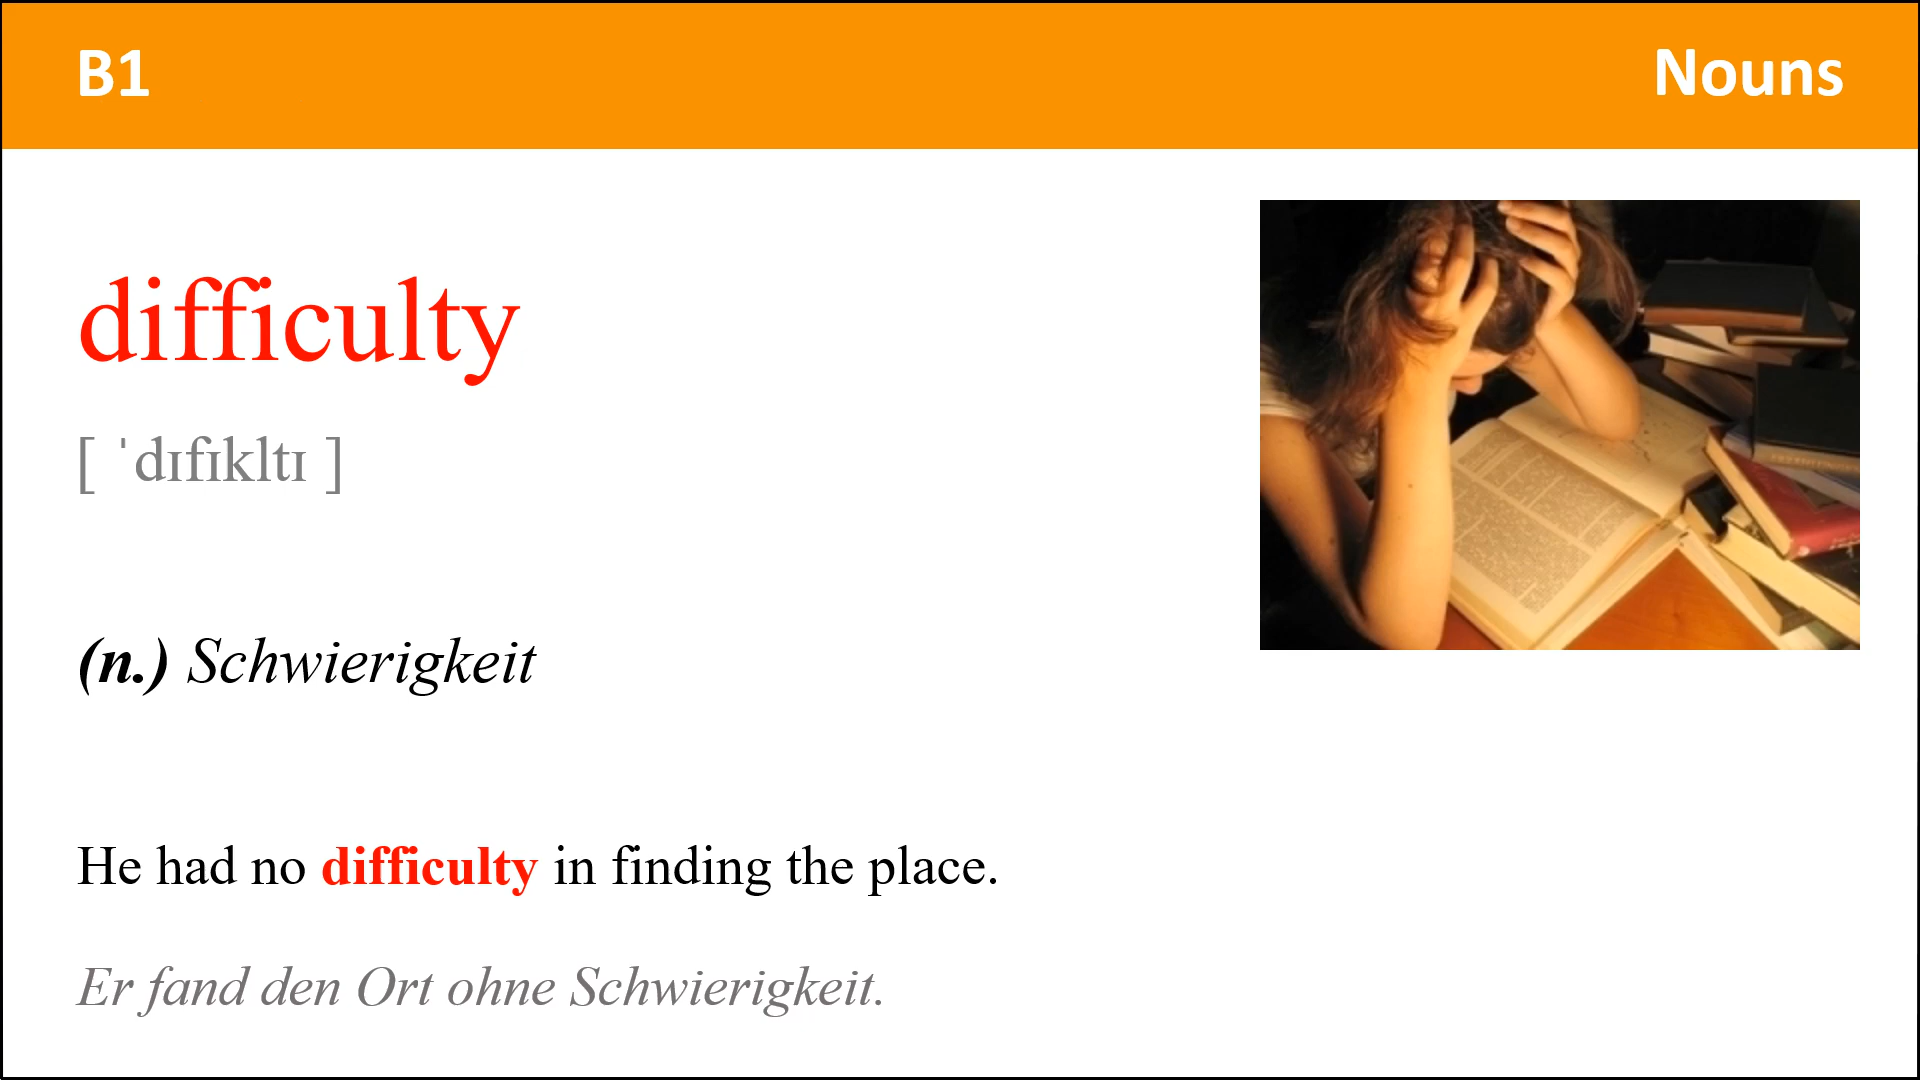 B1
Nouns
difficulty
[ ˈdɪfɪkltɪ ]
(n.) Schwierigkeit
He had no difficulty in finding the place.
Er fand den Ort ohne Schwierigkeit.